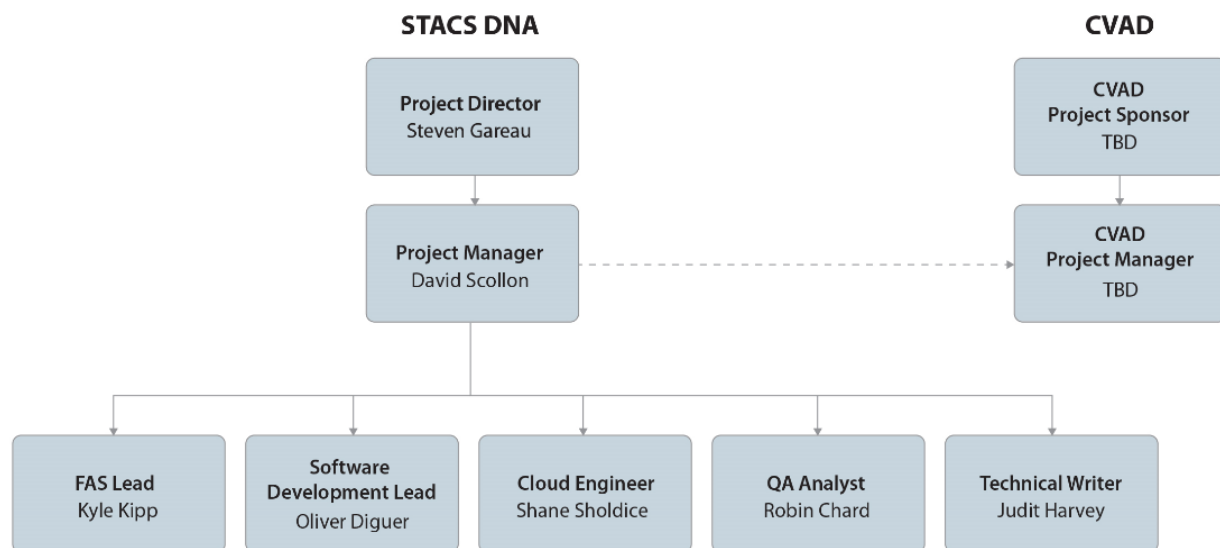 STACS DNA
CVAD
Project Director
Steven Gareau
CVAD
Project Sponsor
TBD
Project Manager
David Scollon
CVAD
Project Manager
TBD
FAS Lead
Kyle Kipp
Software
Development Lead
Oliver Diguer
Cloud Engineer
Shane Sholdice
QA Analyst
Robin Chard
Technical Writer
Judit Harvey